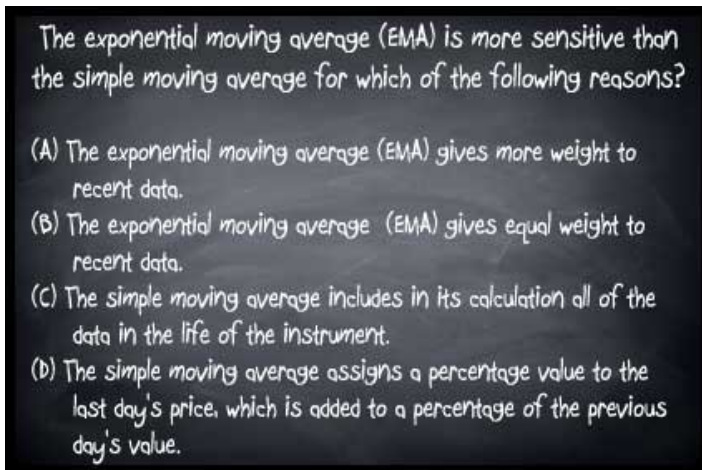 The exponential moving average (EMA) is more sensitive than
the simple moving average for which of the following reasons?
(A) The exponential moving average (EMA) gives more weight to
recent data.
(B) The exponential moving average (EMA) gives equal weight to
recent data.
(C) The simple moving average includes in its calculation all of the
data in the life of the instrument.
(D) The simple moving average assigns a percentage value to the
last day's price, which is added to a percentage of the previous
day's value.